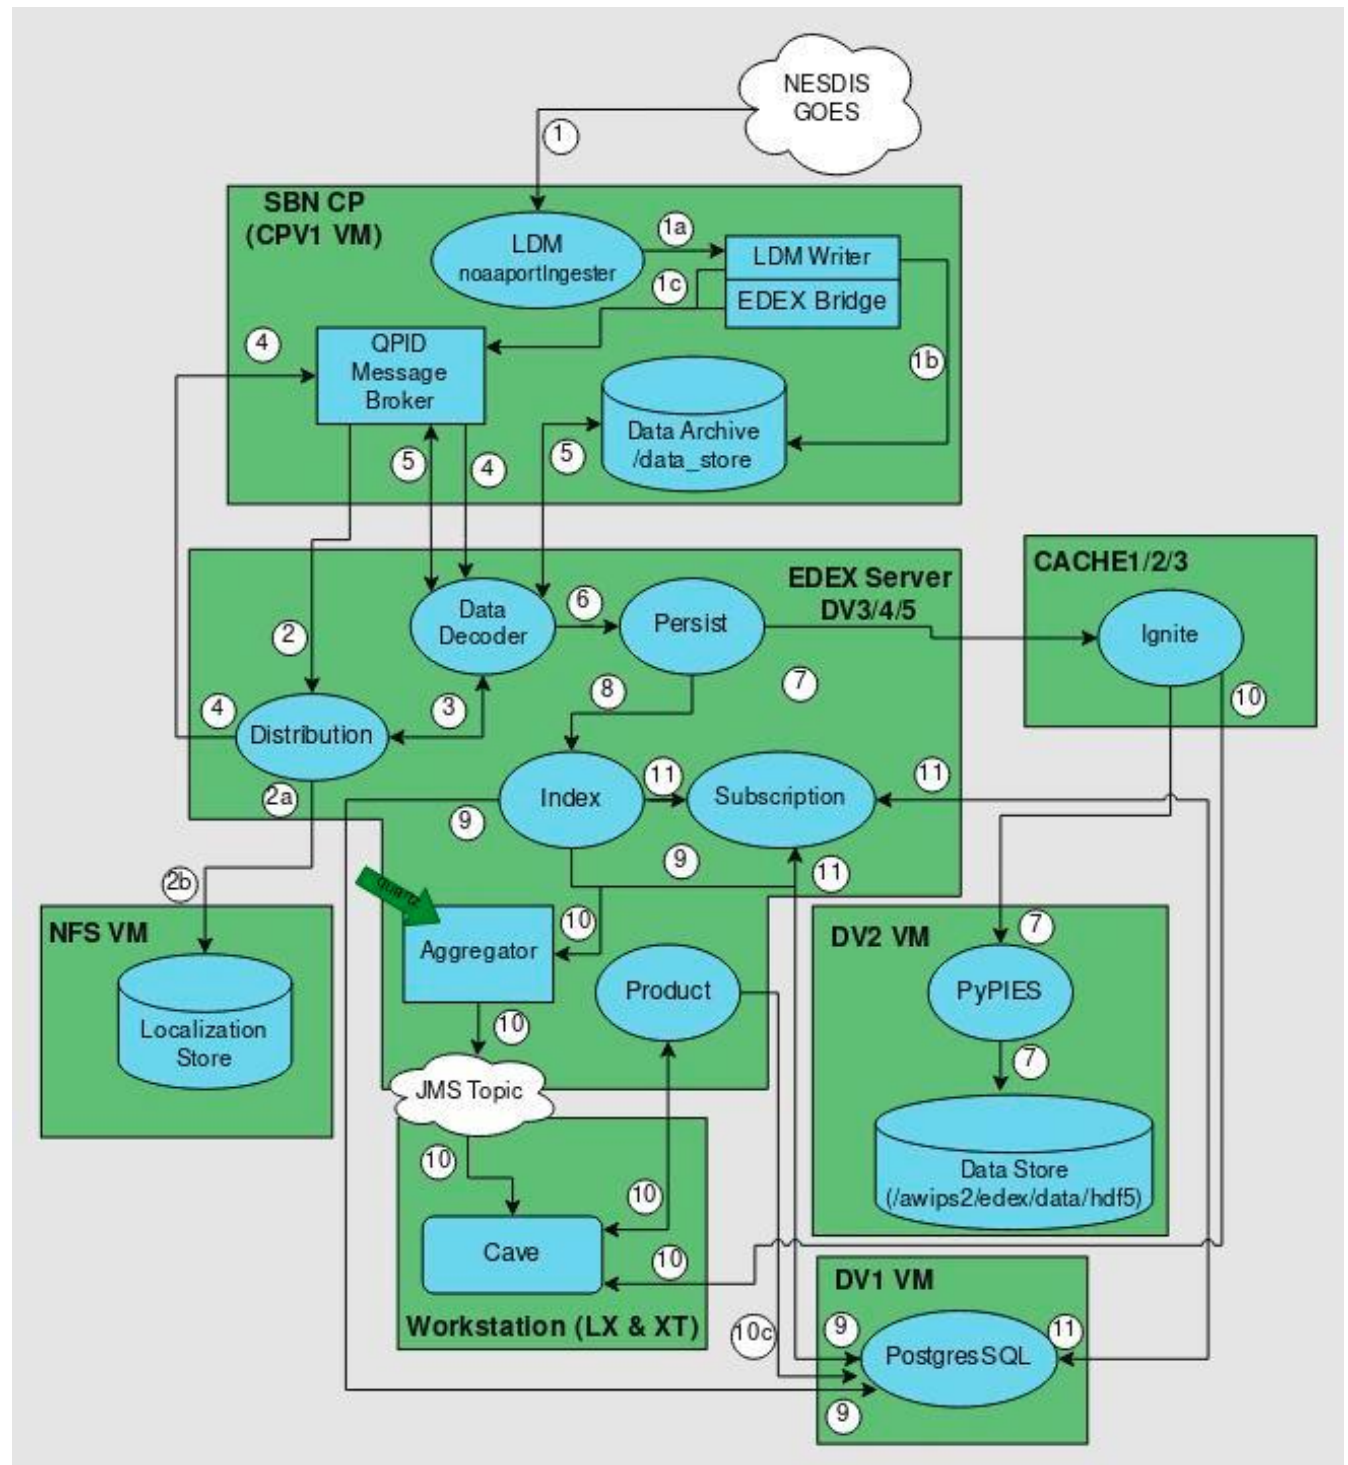 NESDIS
GOES
1
SBN CP
(CPV1 VM)
LDM
noaaportIngester
1a
LDM Writer
EDEX Bridge
1c
4
QPID
Message
Broker
1b
Data Archive
/data_store
5
4
5
EDEX Server
DV3/4/5
CACHE1/2/3
Data
Decoder
6
Persist
Ignite
2
8
7
10
4
3
Distribution
2a
11
11
Index
Subscription
9
9
11
2b
QUARTZ
10
NFS VM
Aggregator
Product
DV2 VM
7
PyPIES
Localization
Store
10
7
JMS Topic
10
10
Data Store
(/awips2/edex/data/hdf5)
Cave
10
DV1 VM
Workstation (LX & XT)
10c
9
11
PostgresSQL
9